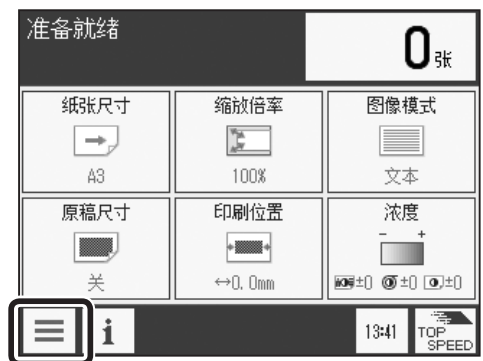 准备就绪
0张
纸张尺寸
A3
缩放倍率
100%
图像模式
文本
原稿尺寸
关
印刷位置
↔0.0mm
浓度
- +
±0 ±0 ±0
i
13:41
TOP
SPEED